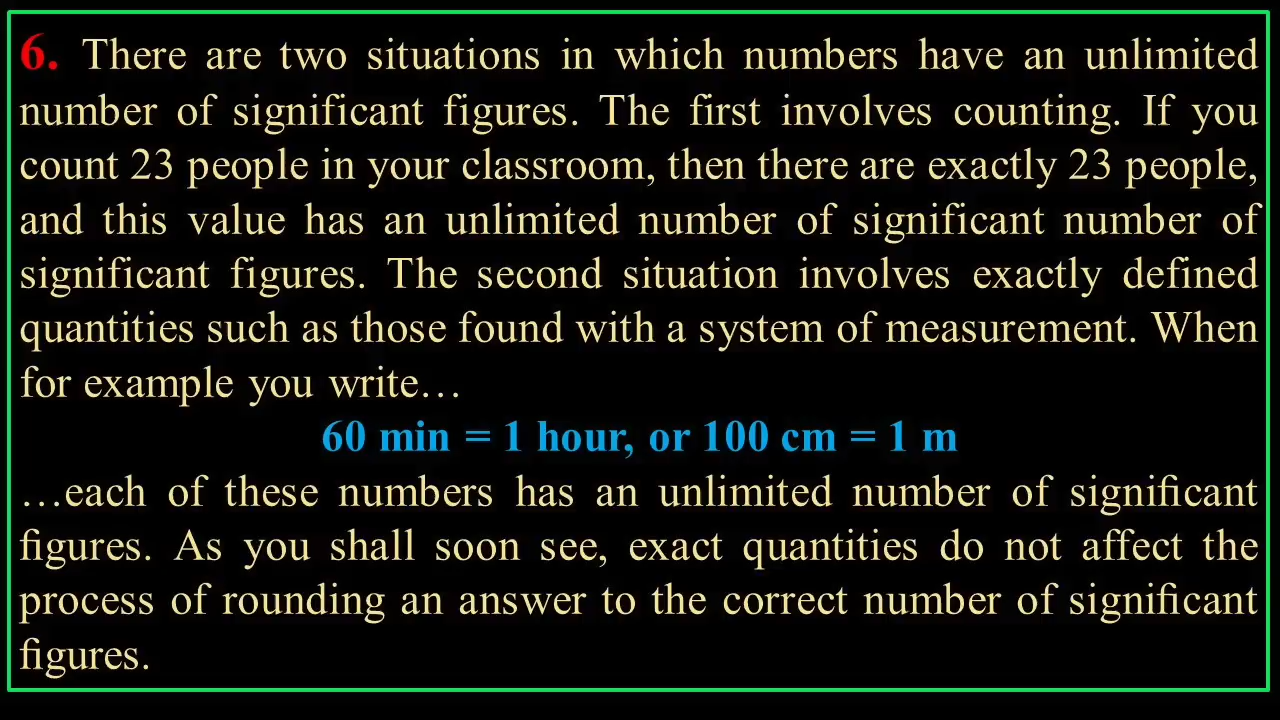 6. There are two situations in which numbers have an unlimited
number of significant figures. The first involves counting. If you
count 23 people in your classroom, then there are exactly 23 people,
and this value has an unlimited number of significant number of
significant figures. The second situation involves exactly defined
quantities such as those found with a system of measurement. When
for example you write…
60 min = 1 hour, or 100 cm = 1 m
…each of these numbers has an unlimited number of significant
figures. As you shall soon see, exact quantities do not affect the
process of rounding an answer to the correct number of significant
figures.